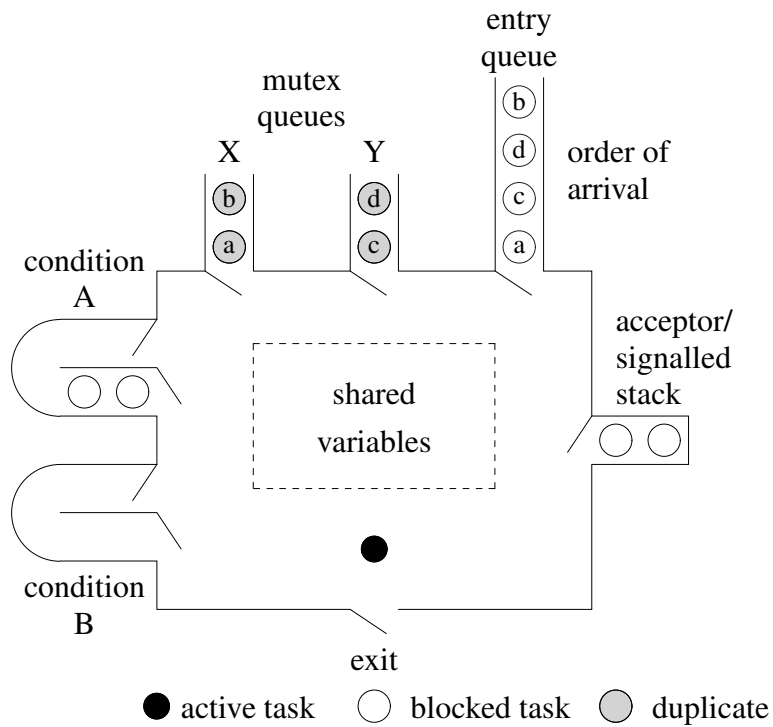 entry
queue
mutex
queues
X
Y
b
d
b
d
c
a
c
a
order of
arrival
condition
A
acceptor/
signalled
stack
shared
variables
condition
B
exit
active task
blocked task
duplicate